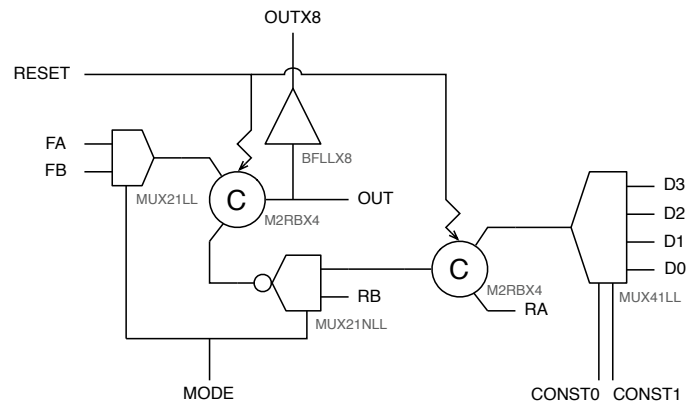 OUTX8
RESET
FA
FB
BFLLX8
MUX21LL
C
OUT
M2RBX4
D3
D2
D1
D0
C
M2RBX4
MUX41LL
RB
RA
MUX21NLL
MODE
CONST0 CONST1